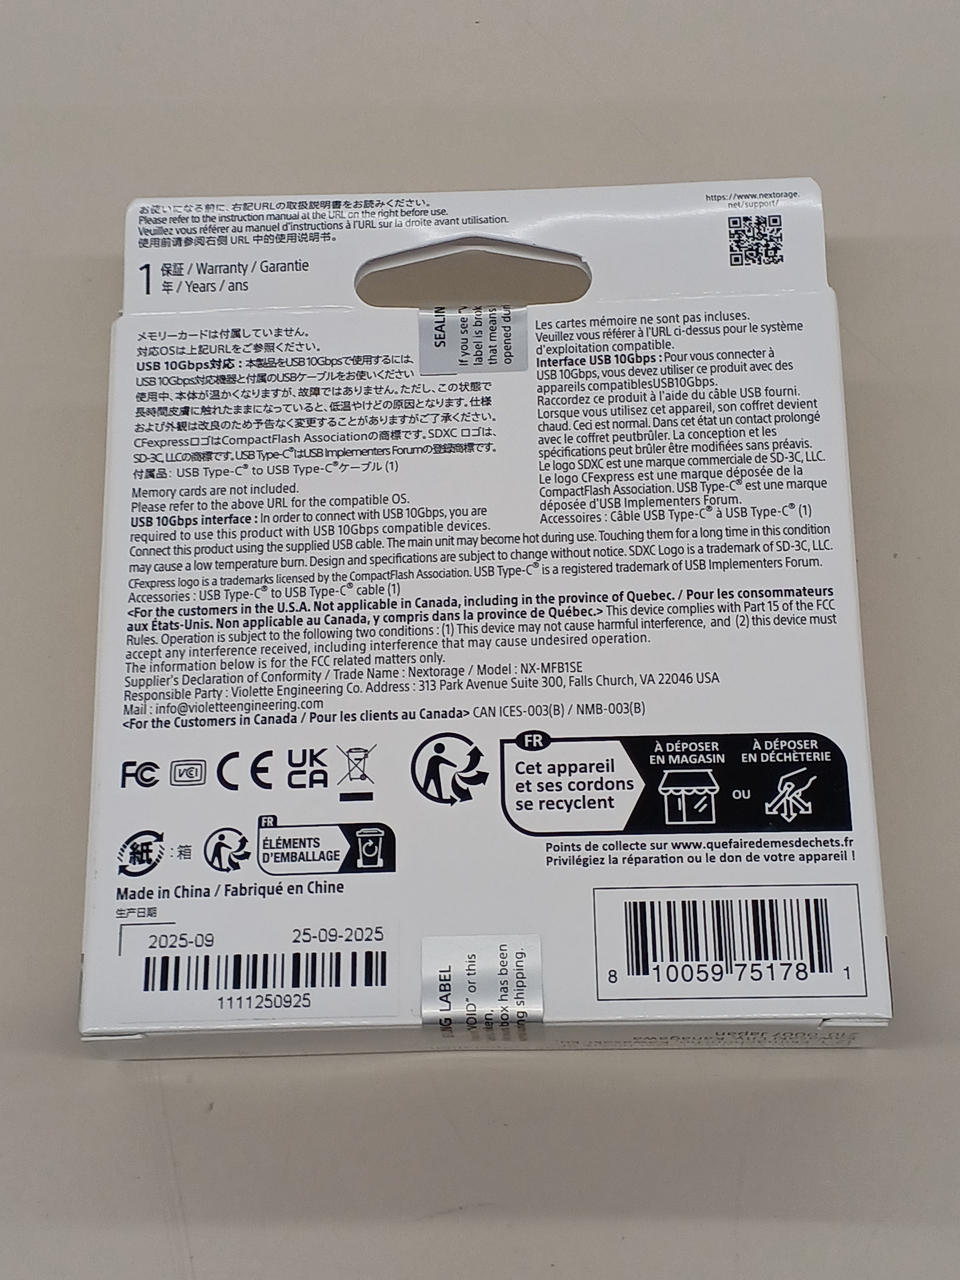 お使いになる前に、右記URLの取扱説明書をお読みください。
Please refer to the instruction manual at the URL on the right before use.
Veuillez vous référer au manuel d'instructions à l'URL sur la droite avant utilisation.
使用前请参阅右侧 URL 中的使用说明书。
https://www.nextorage.
net/support/
1 保証 / Warranty / Garantie
年 / Years / ans
SEALIN
If you see "V
label is brok
that means
opened dur
メモリーカードは付属していません。
対応OSは上記URLをご参照ください。
USB 10Gbps対応 : 本製品をUSB 10Gbpsで使用するには、
USB 10Gbps対応機器と付属のUSBケーブルをお使いください
使用中、本体が温かくなりますが、故障ではありません。ただし、この状態で
長時間皮膚に触れたままになっていると、低温やけどの原因となります。仕様
および外観は改良のため予告なく変更することがありますがご了承ください。
CFexpressロゴはCompactFlash Associationの商標です。SDXC ロゴは、
SD-3C, LLCの商標です。USB Type-C®はUSB Implementers Forumの登録商標です。
付属品 : USB Type-C® to USB Type-C®ケーブル (1)
Memory cards are not included.
Please refer to the above URL for the compatible OS.
USB 10Gbps interface : In order to connect with USB 10Gbps, you are
required to use this product with USB 10Gbps compatible devices.
Connect this product using the supplied USB cable. The main unit may become hot during use. Touching them for a long time in this condition
may cause a low temperature burn. Design and specifications are subject to change without notice. SDXC Logo is a trademark of SD-3C, LLC.
CFexpress logo is a trademarks licensed by the CompactFlash Association. USB Type-C® is a registered trademark of USB Implementers Forum.
Accessories : USB Type-C® to USB Type-C® cable (1)
Les cartes mémoire ne sont pas incluses.
Veuillez vous référer à l'URL ci-dessus pour le système
d'exploitation compatible.
Interface USB 10Gbps : Pour vous connecter à
USB 10Gbps, vous devez utiliser ce produit avec des
appareils compatiblesUSB10Gbps.
Raccordez ce produit à l'aide du câble USB fourni.
Lorsque vous utilisez cet appareil, son coffret devient
chaud. Ceci est normal. Dans cet état un contact prolongé
avec le coffret peutbrûler. La conception et les
spécifications peut brûler être modifiées sans préavis.
Le logo SDXC est une marque commerciale de SD-3C, LLC.
Le logo CFexpress est une marque déposée de la
CompactFlash Association. USB Type-C® est une marque
déposée d'USB Implementers Forum.
Accessoires : Câble USB Type-C® à USB Type-C® (1)
<For the customers in the U.S.A. Not applicable in Canada, including in the province of Quebec. / Pour les consommateurs
aux États-Unis. Non applicable au Canada, y compris dans la province de Québec.> This device complies with Part 15 of the FCC
Rules. Operation is subject to the following two conditions : (1) This device may not cause harmful interference, and (2) this device must
accept any interference received, including interference that may cause undesired operation.
The information below is for the FCC related matters only.
Supplier's Declaration of Conformity / Trade Name : Nextorage / Model : NX-MFB1SE
Responsible Party : Violette Engineering Co. Address : 313 Park Avenue Suite 300, Falls Church, VA 22046 USA
Mail : info@violetteengineering.com
<For the Customers in Canada / Pour les clients au Canada> CAN ICES-003(B) / NMB-003(B)
FC VCI CE UK
CA
FR
Cet appareil
et ses cordons
se recyclent
À DÉPOSER
EN MAGASIN
OU
À DÉPOSER
EN DÉCHÈTERIE
Points de collecte sur www.quefairedemesdechets.fr
Privilégiez la réparation ou le don de votre appareil !
紙 : 箱
FR
ÉLÉMENTS
D'EMBALLAGE
Made in China / Fabriqué en Chine
生产日期
2025-09 25-09-2025
1111250925
NG LABEL
VOID" or this
ken,
box has been
ng shipping.
8 10059 75178 1